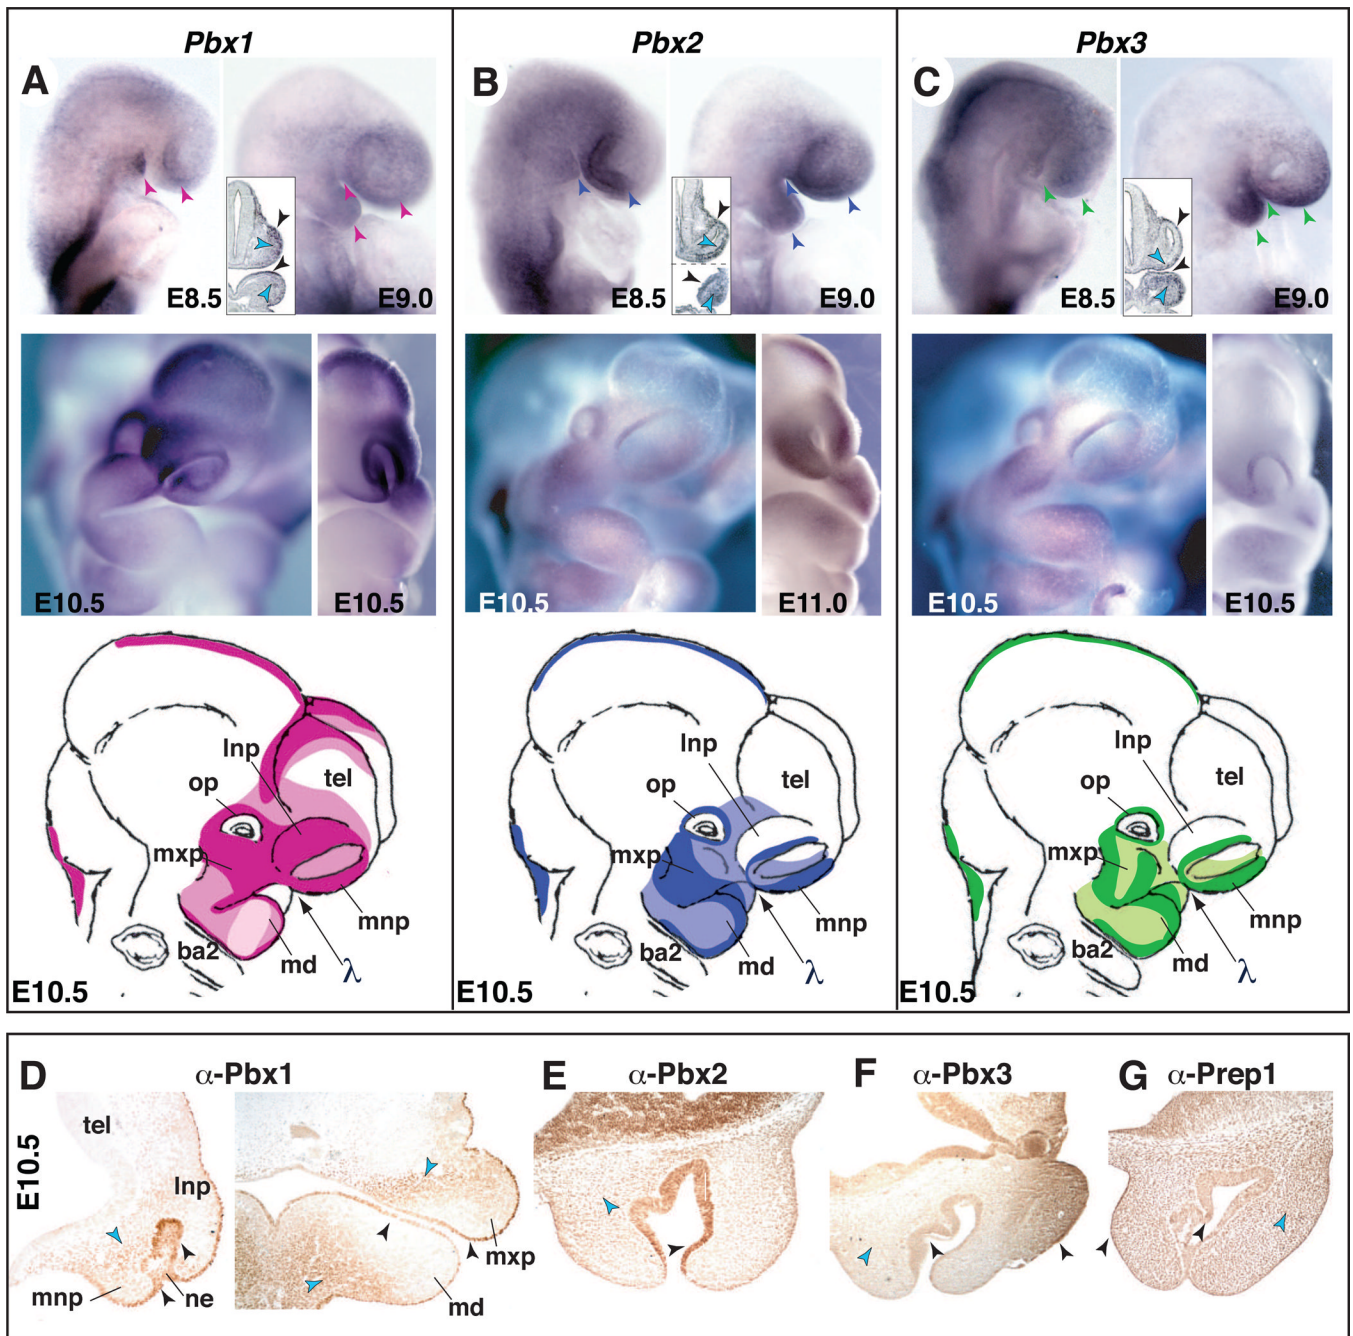 Pbx1
Pbx2
Pbx3
A
B
C
E8.5
E9.0
E8.5
E9.0
E8.5
E9.0
E10.5
E10.5
E10.5
E11.0
E10.5
E10.5
lnp
op
tel
mxp
mnp
ba2
md
λ
E10.5
lnp
op
tel
mxp
mnp
ba2
md
λ
E10.5
lnp
op
tel
mxp
mnp
ba2
md
λ
E10.5
D
α-Pbx1
E
α-Pbx2
F
α-Pbx3
G
α-Prep1
E10.5
tel
lnp
mnp
ne
mxp
md